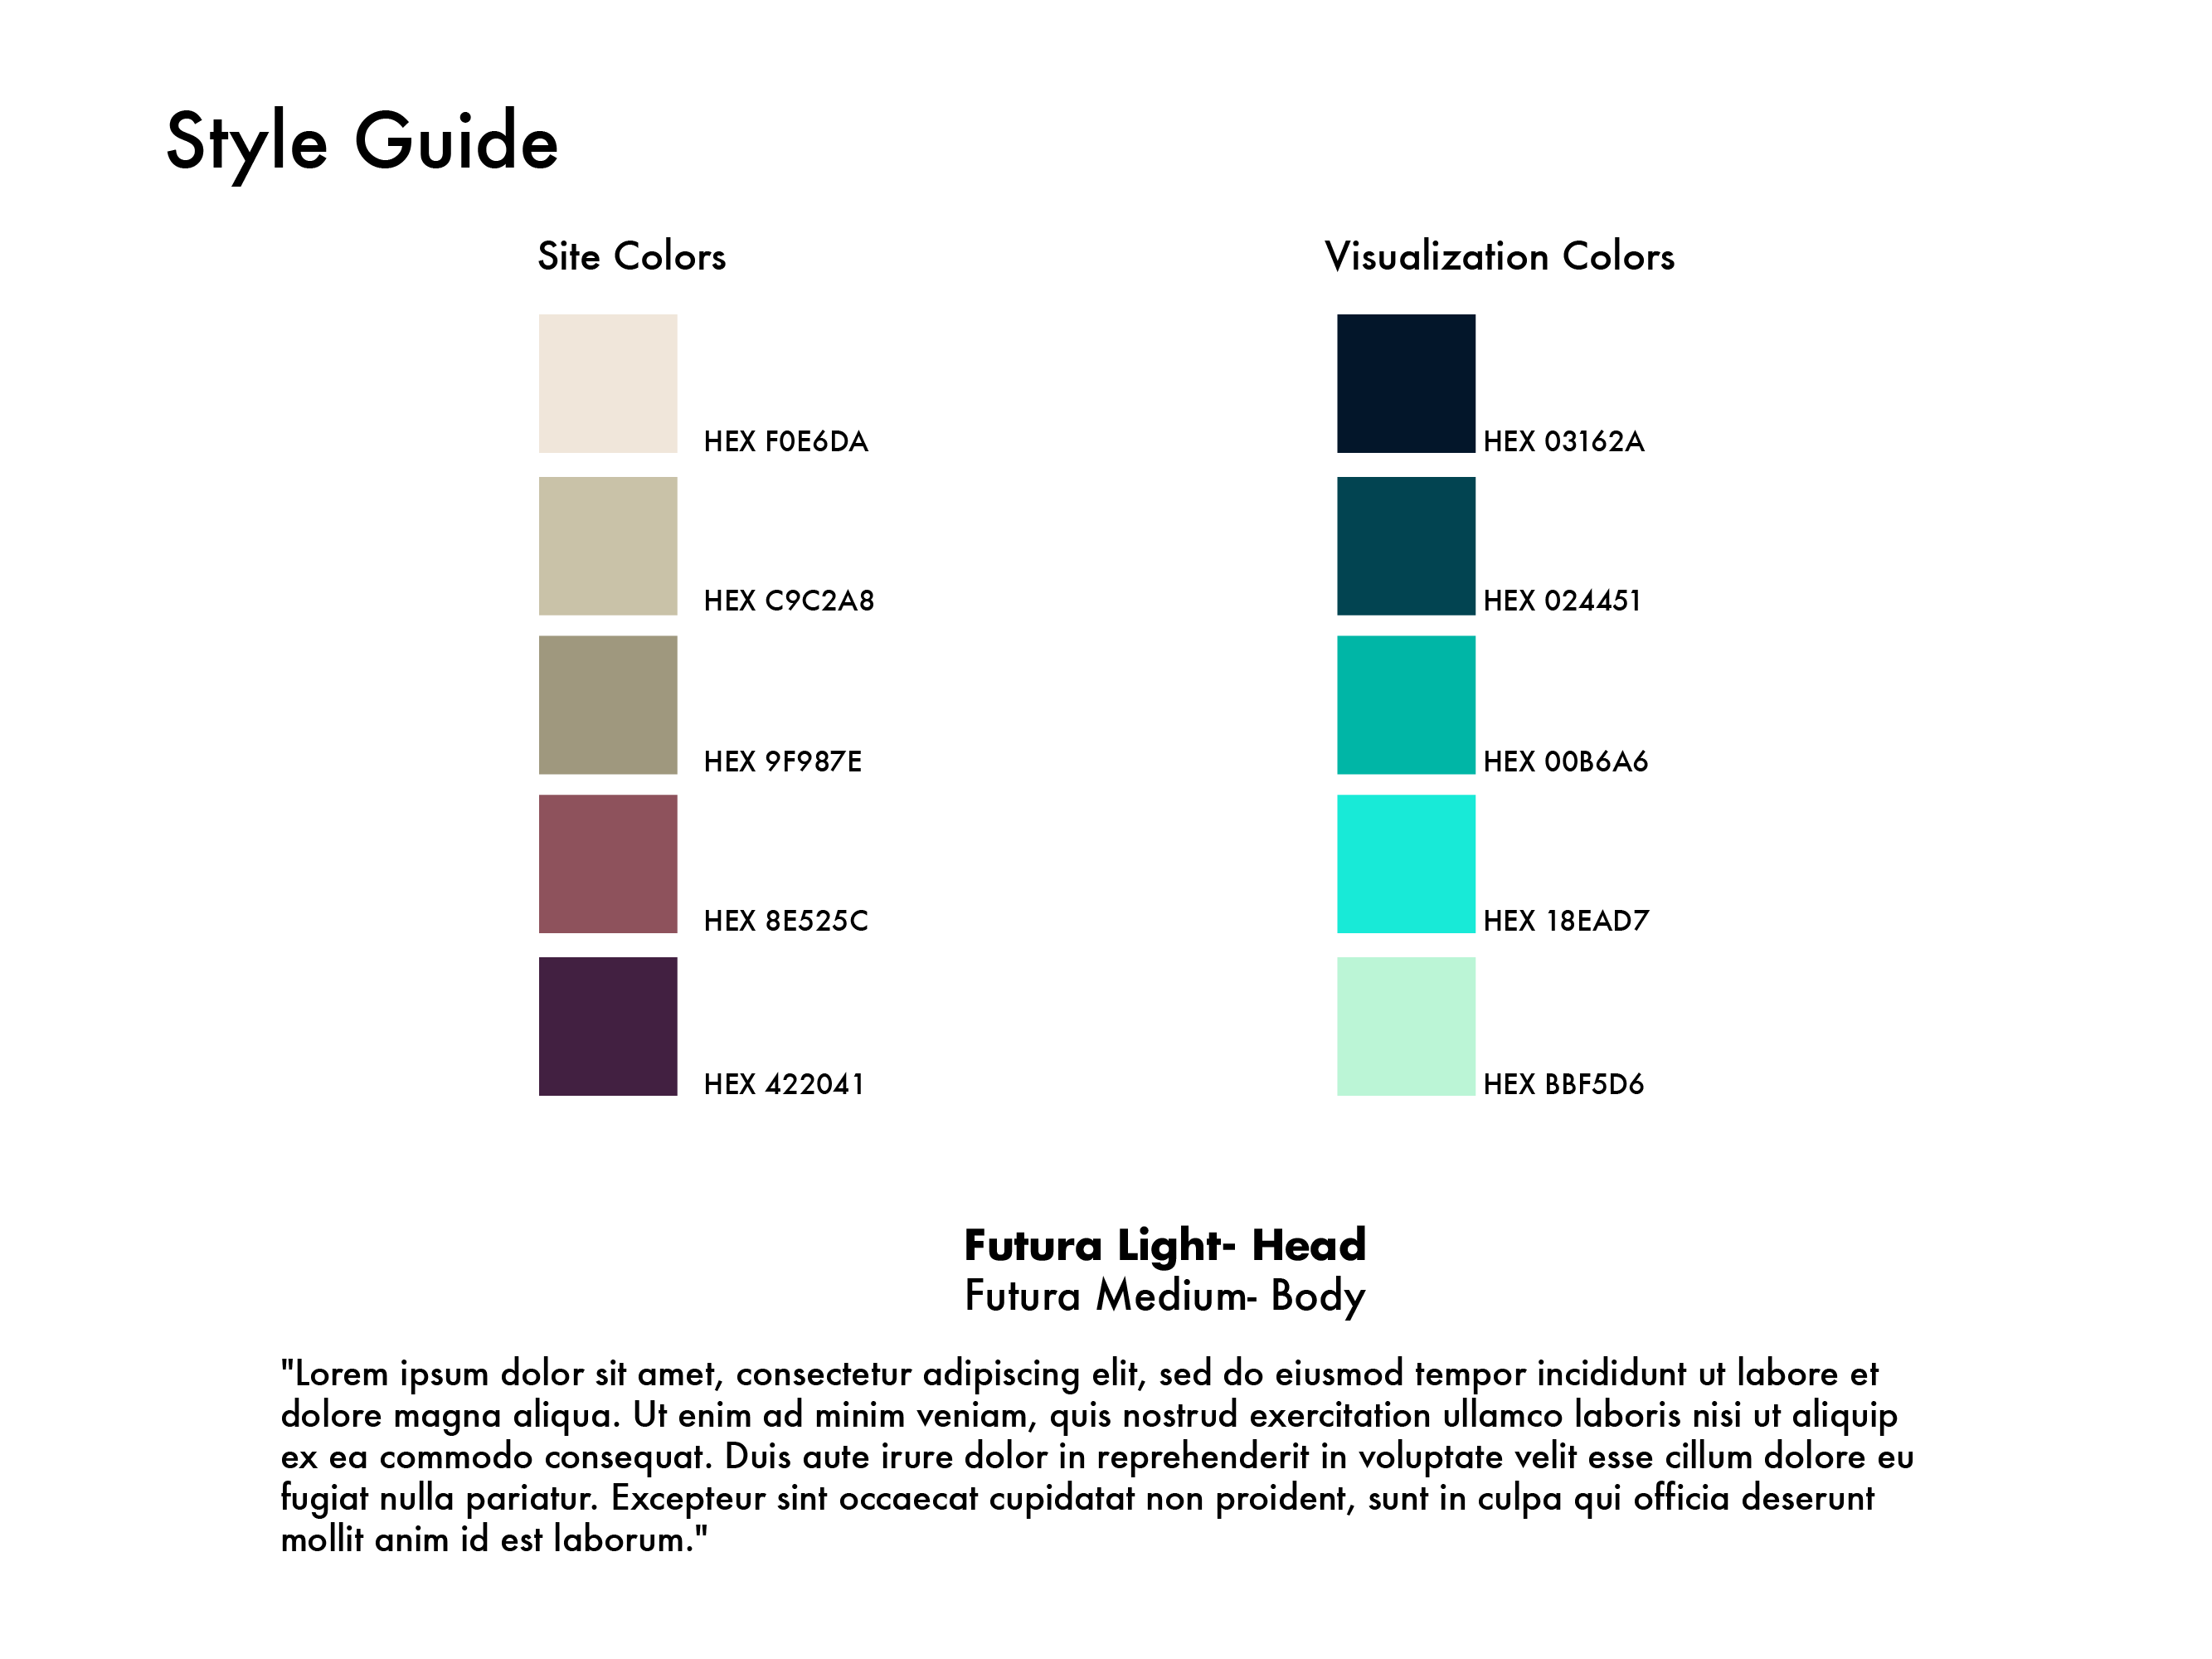 Style Guide
Site Colors
HEX F0E6DA
HEX C9C2A8
HEX 9F987E
HEX 8E525C
HEX 422041
Visualization Colors
HEX 03162A
HEX 024451
HEX 00B6A6
HEX 18EAD7
HEX BBF5D6
Futura Light- Head
Futura Medium- Body
"Lorem ipsum dolor sit amet, consectetur adipiscing elit, sed do eiusmod tempor incididunt ut labore et
dolore magna aliqua. Ut enim ad minim veniam, quis nostrud exercitation ullamco laboris nisi ut aliquip
ex ea commodo consequat. Duis aute irure dolor in reprehenderit in voluptate velit esse cillum dolore eu
fugiat nulla pariatur. Excepteur sint occaecat cupidatat non proident, sunt in culpa qui officia deserunt
mollit anim id est laborum."